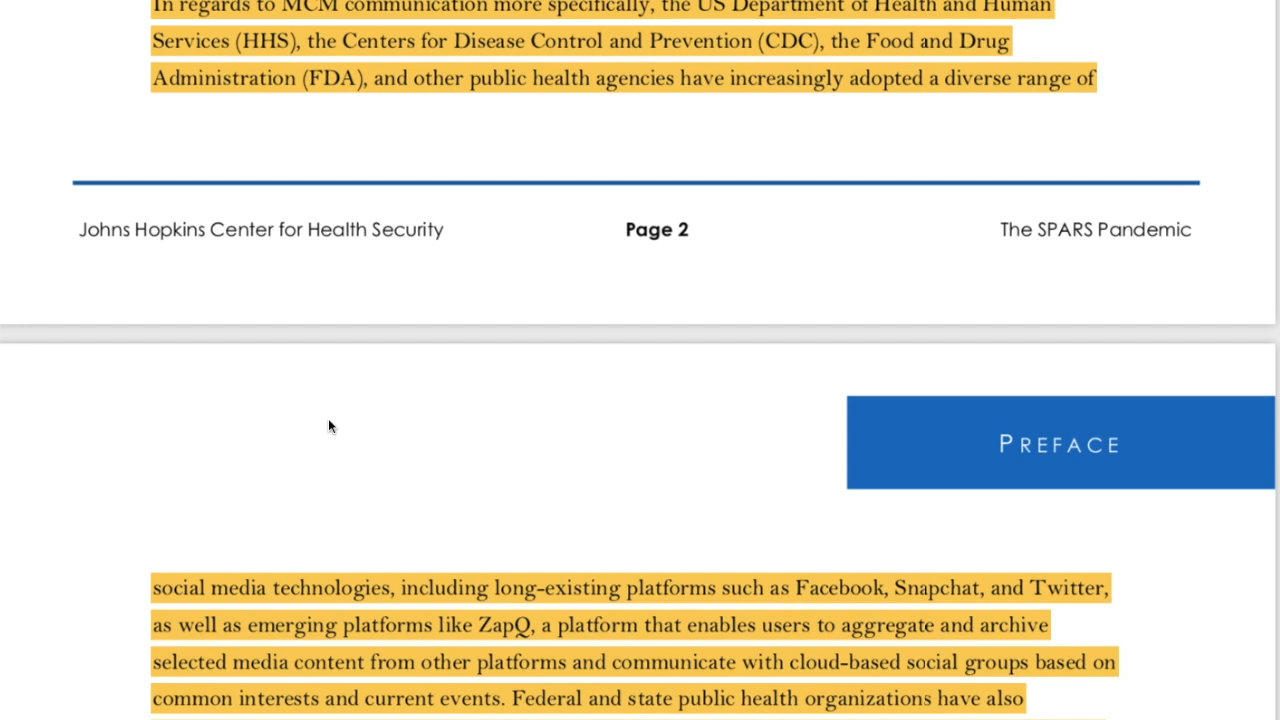 In regards to MCM communication more specifically, the US Department of Health and Human
Services (HHS), the Centers for Disease Control and Prevention (CDC), the Food and Drug
Administration (FDA), and other public health agencies have increasingly adopted a diverse range of
Johns Hopkins Center for Health Security Page 2 The SPARS Pandemic
PREFACE
social media technologies, including long-existing platforms such as Facebook, Snapchat, and Twitter,
as well as emerging platforms like ZapQ, a platform that enables users to aggregate and archive
selected media content from other platforms and communicate with cloud-based social groups based on
common interests and current events. Federal and state public health organizations have also